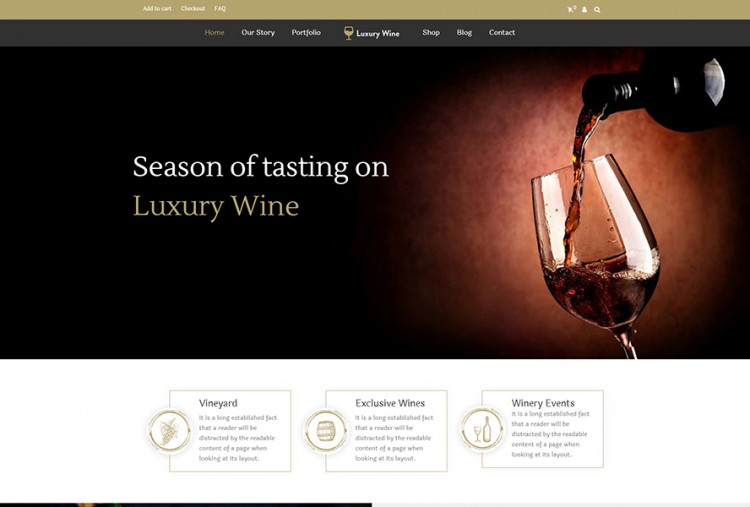 Add to cart Checkout FAQ 0
Home Our Story Portfolio Luxury Wine Shop Blog Contact
Season of tasting on
Luxury Wine
Vineyard
It is a long established fact
that a reader will be
distracted by the readable
content of a page when
looking at its layout.
Exclusive Wines
It is a long established fact
that a reader will be
distracted by the readable
content of a page when
looking at its layout.
Winery Events
It is a long established fact
that a reader will be
distracted by the readable
content of a page when
looking at its layout.